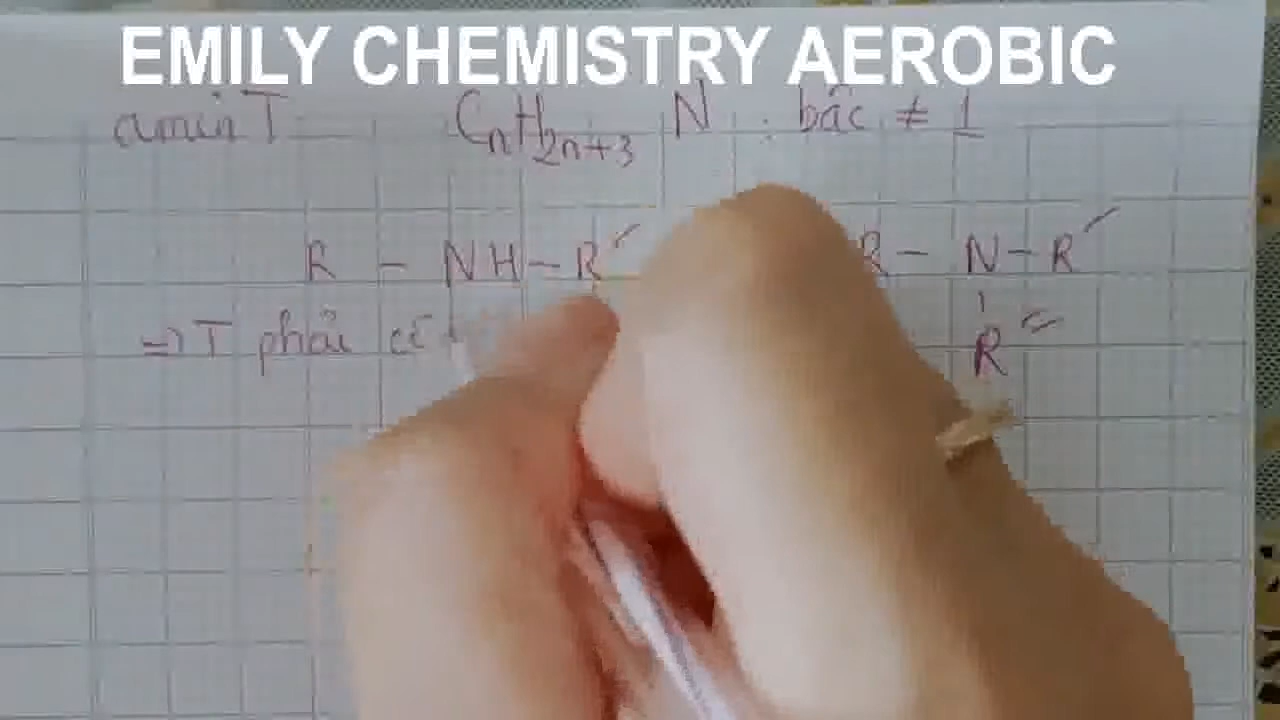 EMILY CHEMISTRY AEROBIC
amin T CnH2n+3 N : bậc ≠ 1
R - NH - R' R - N - R'
R"
=> T phải có